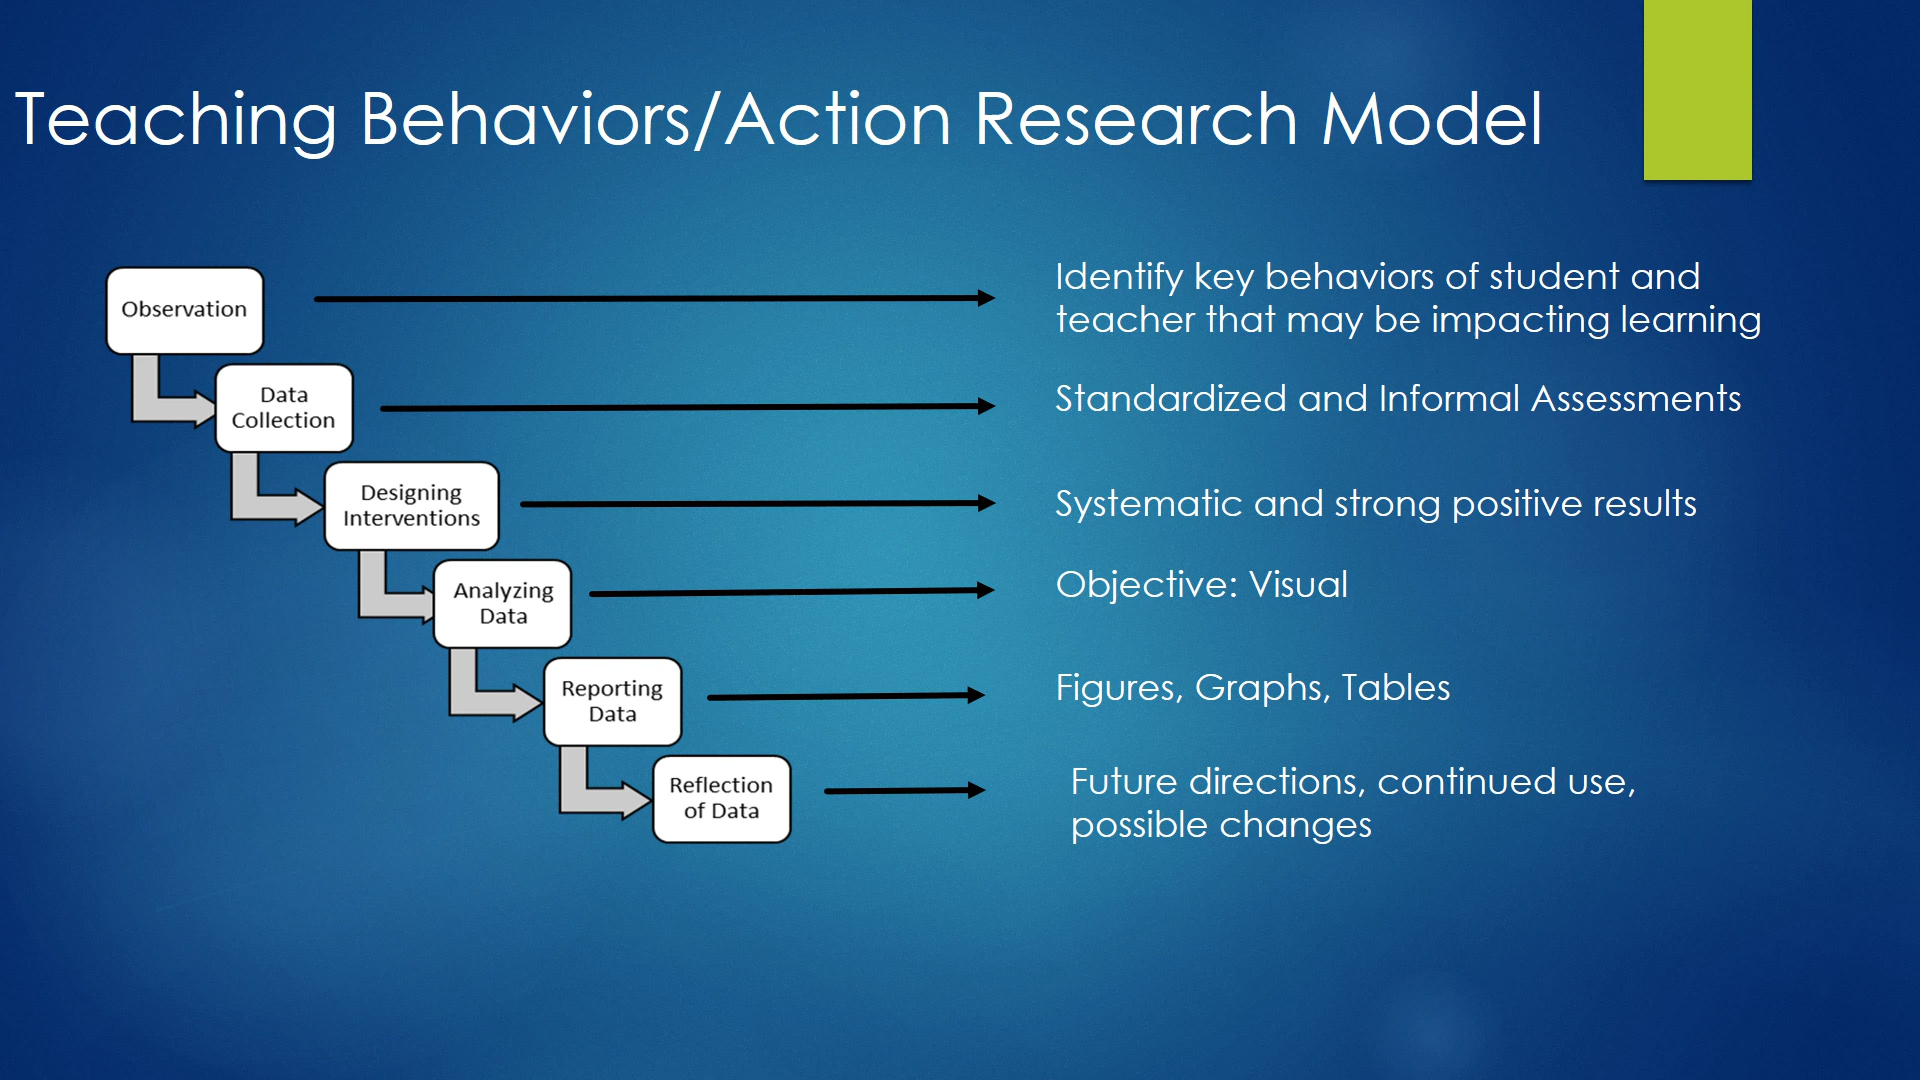 Teaching Behaviors/Action Research Model
Observation
Identify key behaviors of student and
teacher that may be impacting learning
Data
Collection
Standardized and Informal Assessments
Designing
Interventions
Systematic and strong positive results
Analyzing
Data
Objective: Visual
Reporting
Data
Figures, Graphs, Tables
Reflection
of Data
Future directions, continued use,
possible changes